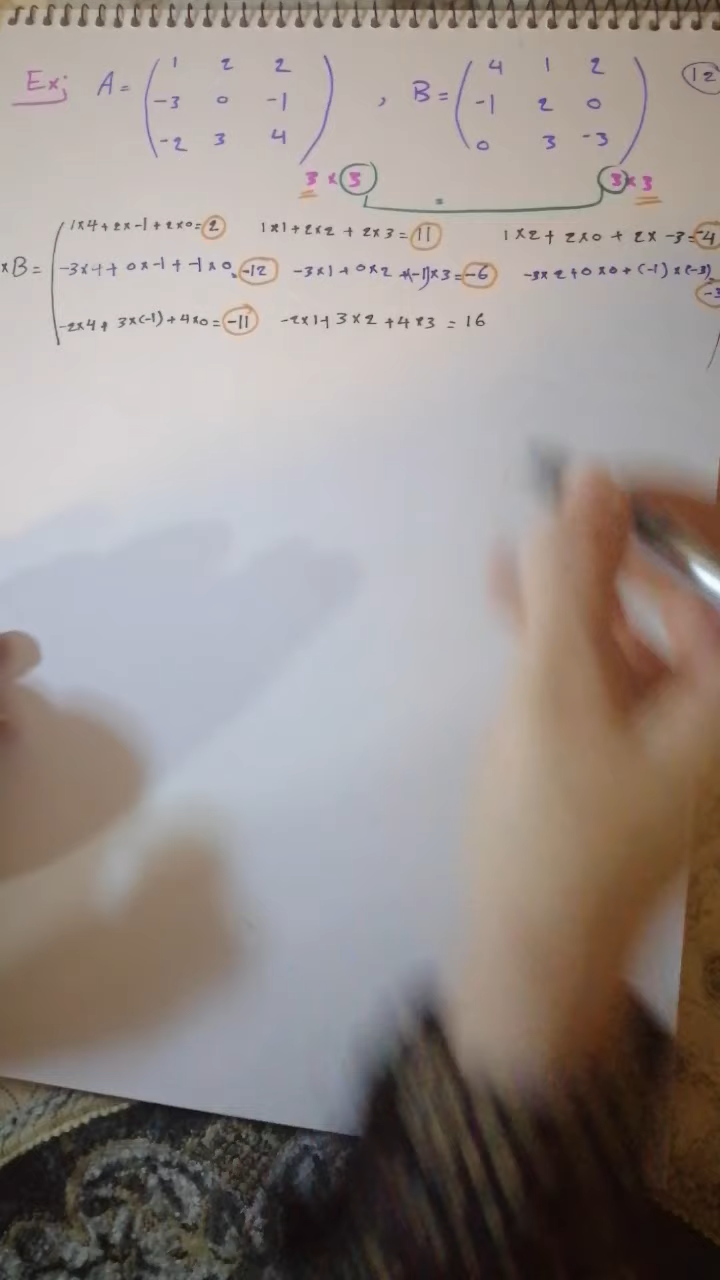 Ex; A = ( 1 2 2 ) , B = ( 4 1 2 ) 12
-3 0 -1 -1 2 0
-2 3 4 0 3 -3
3 × 3 3 × 3
1×4+2×-1+2×0=2 1×1+2×2+2×3=11 1×2+2×0+2×-3=-4
×B= -3×4+0×-1+-1×0=-12 -3×1+0×2+(-1)×3=-6 -3×2+0×0+(-1)×(-3)
-3
-2×4+3×(-1)+4×0=-11 -2×1+3×2+4×3=16